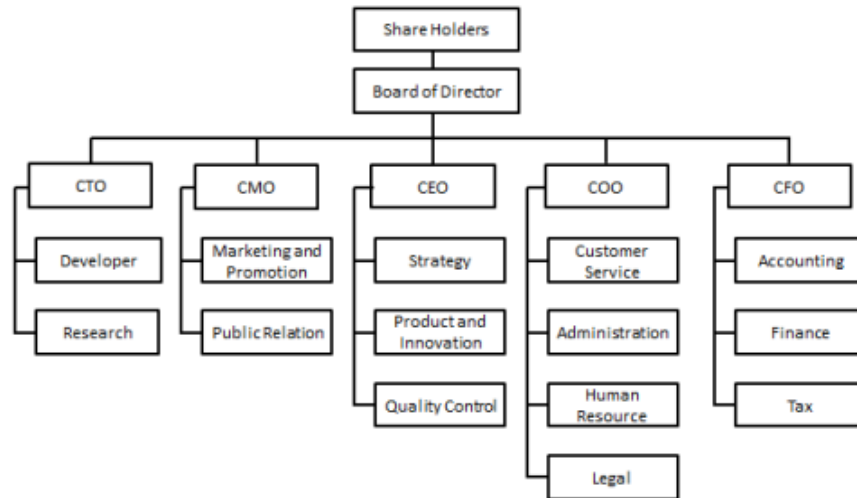 Share Holders
Board of Director
CTO
CMO
CEO
COO
CFO
Developer
Marketing and
Promotion
Strategy
Customer
Service
Accounting
Research
Public Relation
Product and
Innovation
Administration
Finance
Quality Control
Human
Resource
Tax
Legal